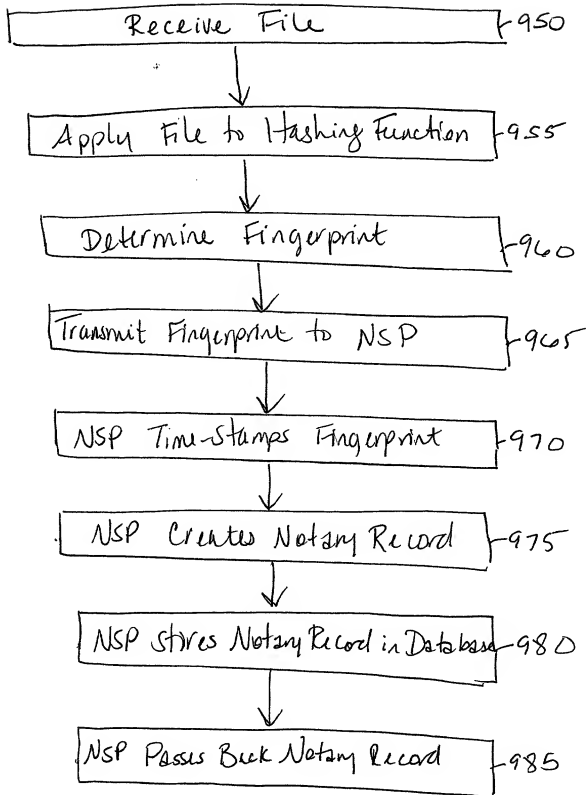 Receive File 950
Apply File to Hashing Function 955
Determine Fingerprint 960
Transmit Fingerprint to NSP 965
NSP Time-Stamps Fingerprint 970
NSP Creates Notary Record 975
NSP Stores Notary Record in Database 980
NSP Passes Back Notary Record 985